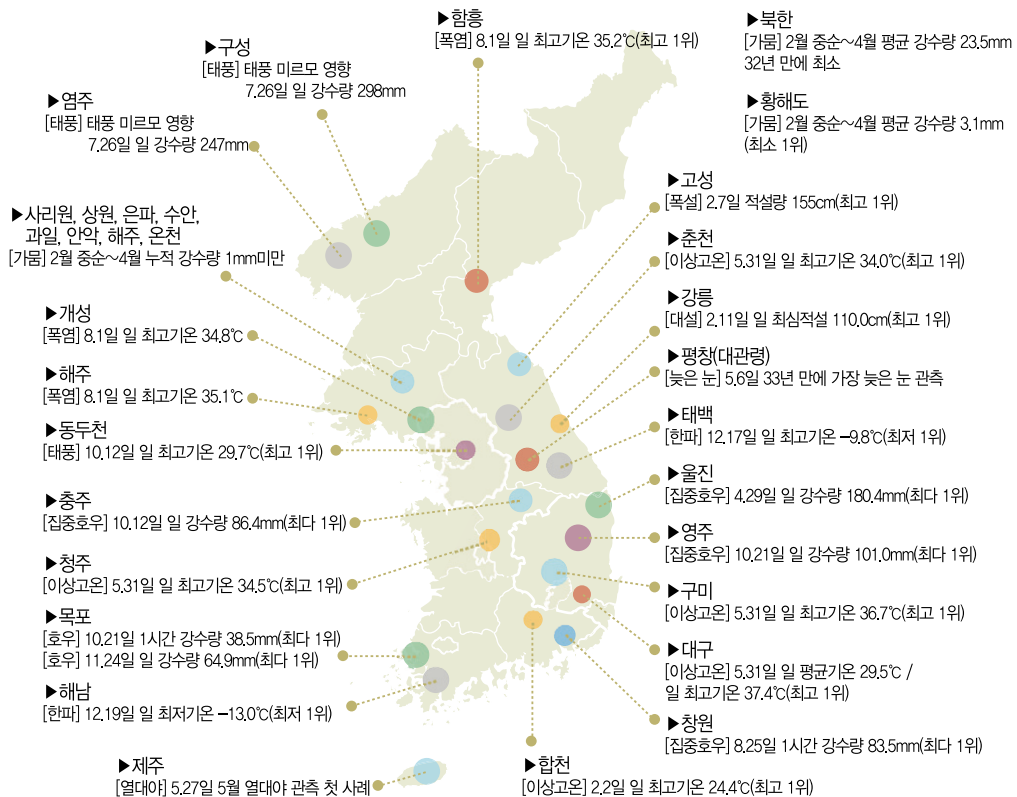 ▶함흥
[폭염] 8.1일 일 최고기온 35.2℃(최고 1위)
▶북한
[가뭄] 2월 중순~4월 평균 강수량 23.5mm
32년 만에 최소
▶구성
[태풍] 태풍 미르모 영향
7.26일 일 강수량 298mm
▶염주
[태풍] 태풍 미르모 영향
7.26일 일 강수량 247mm
▶황해도
[가뭄] 2월 중순~4월 평균 강수량 3.1mm
(최소 1위)
▶사리원, 상원, 은파, 수안,
과일, 안악, 해주, 온천
[가뭄] 2월 중순~4월 누적 강수량 1mm미만
▶개성
[폭염] 8.1일 일 최고기온 34.8℃
▶해주
[폭염] 8.1일 일 최고기온 35.1℃
▶동두천
[태풍] 10.12일 일 최고기온 29.7℃(최고 1위)
▶충주
[집중호우] 10.12일 일 강수량 86.4mm(최다 1위)
▶청주
[이상고온] 5.31일 일 최고기온 34.5℃(최고 1위)
▶목포
[호우] 10.21일 1시간 강수량 38.5mm(최다 1위)
[호우] 11.24일 일 강수량 64.9mm(최다 1위)
▶해남
[한파] 12.19일 일 최저기온 –13.0℃(최저 1위)
▶제주
[열대야] 5.27일 5월 열대야 관측 첫 사례
▶고성
[폭설] 2.7일 적설량 155cm(최고 1위)
▶춘천
[이상고온] 5.31일 일 최고기온 34.0℃(최고 1위)
▶강릉
[대설] 2.11일 일 최심적설 110.0cm(최고 1위)
▶평창(대관령)
[늦은 눈] 5.6일 33년 만에 가장 늦은 눈 관측
▶태백
[한파] 12.17일 일 최고기온 –9.8℃(최저 1위)
▶울진
[집중호우] 4.29일 일 강수량 180.4mm(최다 1위)
▶영주
[집중호우] 10.21일 일 강수량 101.0mm(최다 1위)
▶구미
[이상고온] 5.31일 일 최고기온 36.7℃(최고 1위)
▶대구
[이상고온] 5.31일 일 평균기온 29.5℃ /
일 최고기온 37.4℃(최고 1위)
▶창원
[집중호우] 8.25일 1시간 강수량 83.5mm(최다 1위)
▶합천
[이상고온] 2.2일 일 최고기온 24.4℃(최고 1위)